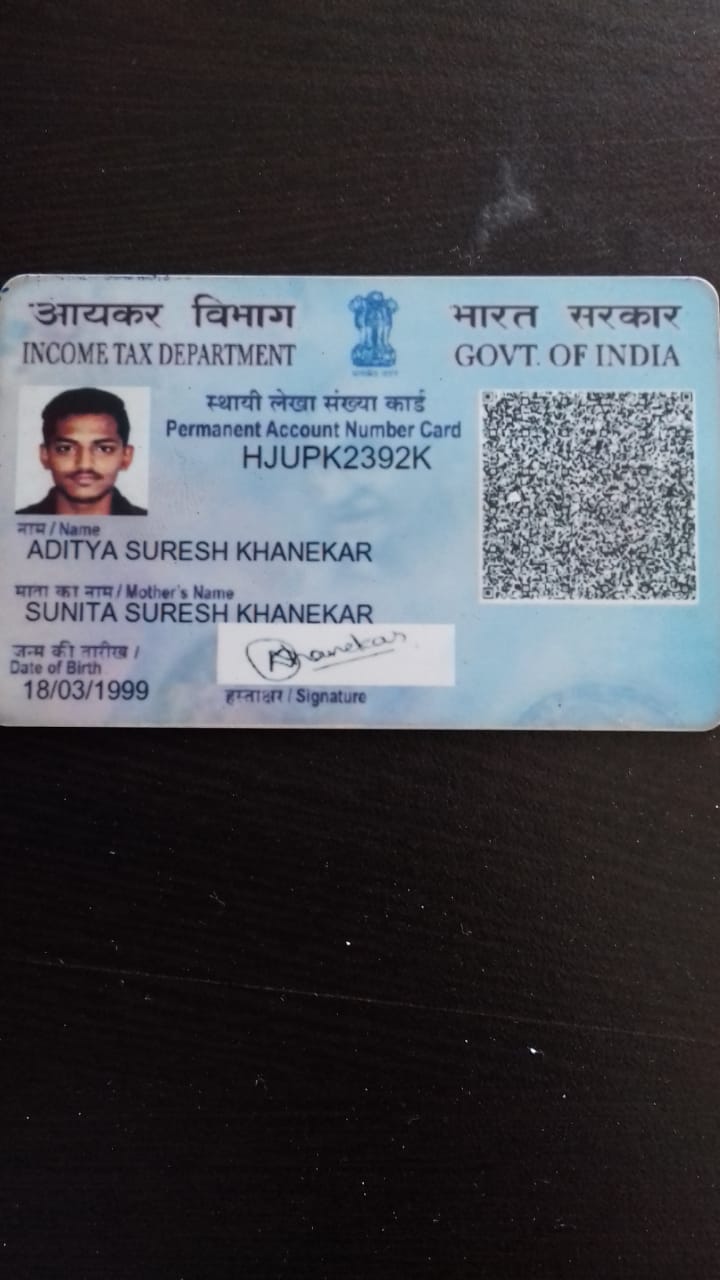 आयकर विभाग
INCOME TAX DEPARTMENT
भारत सरकार
GOVT. OF INDIA
स्थायी लेखा संख्या कार्ड
Permanent Account Number Card
HJUPK2392K
नाम / Name
ADITYA SURESH KHANEKAR
माता का नाम / Mother's Name
SUNITA SURESH KHANEKAR
जन्म की तारीख /
Date of Birth
18/03/1999
Khanekar
हस्ताक्षर / Signature